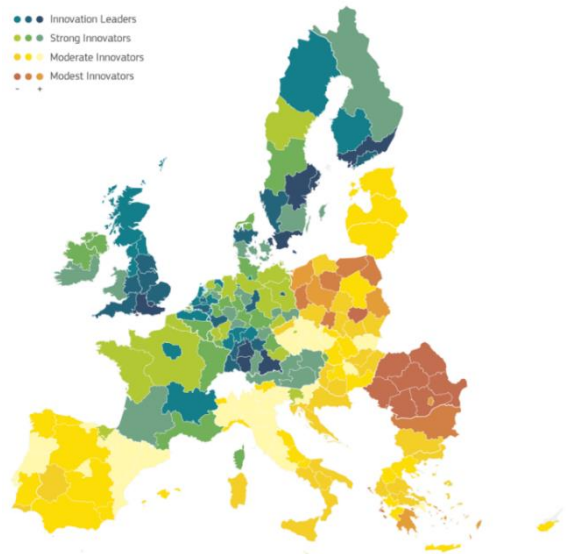 Innovation Leaders
Strong Innovators
Moderate Innovators
Modest Innovators
- +